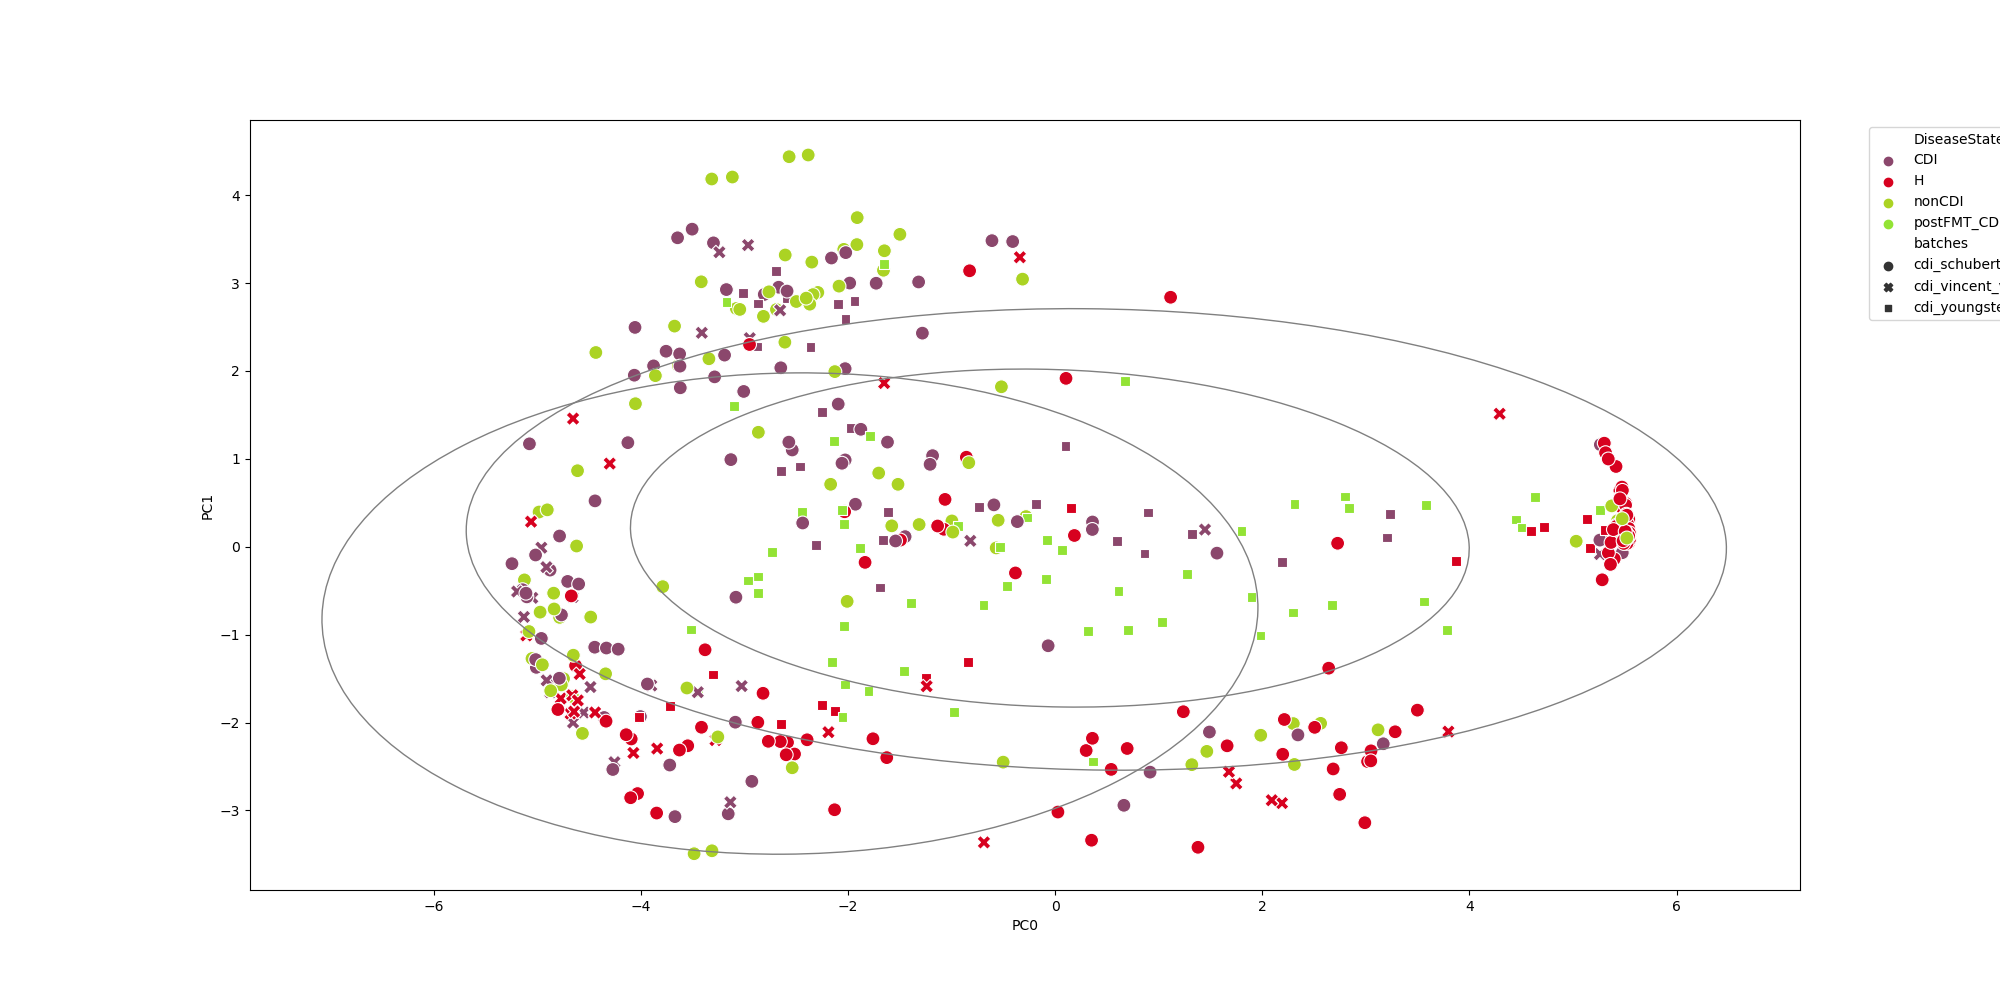 DiseaseState
CDI
H
nonCDI
postFMT_CD
batches
cdi_schubert
cdi_vincent_
cdi_youngste
4
3
2
1
0
−1
−2
−3
PC1
−6
−4
−2
0
2
4
6
PC0